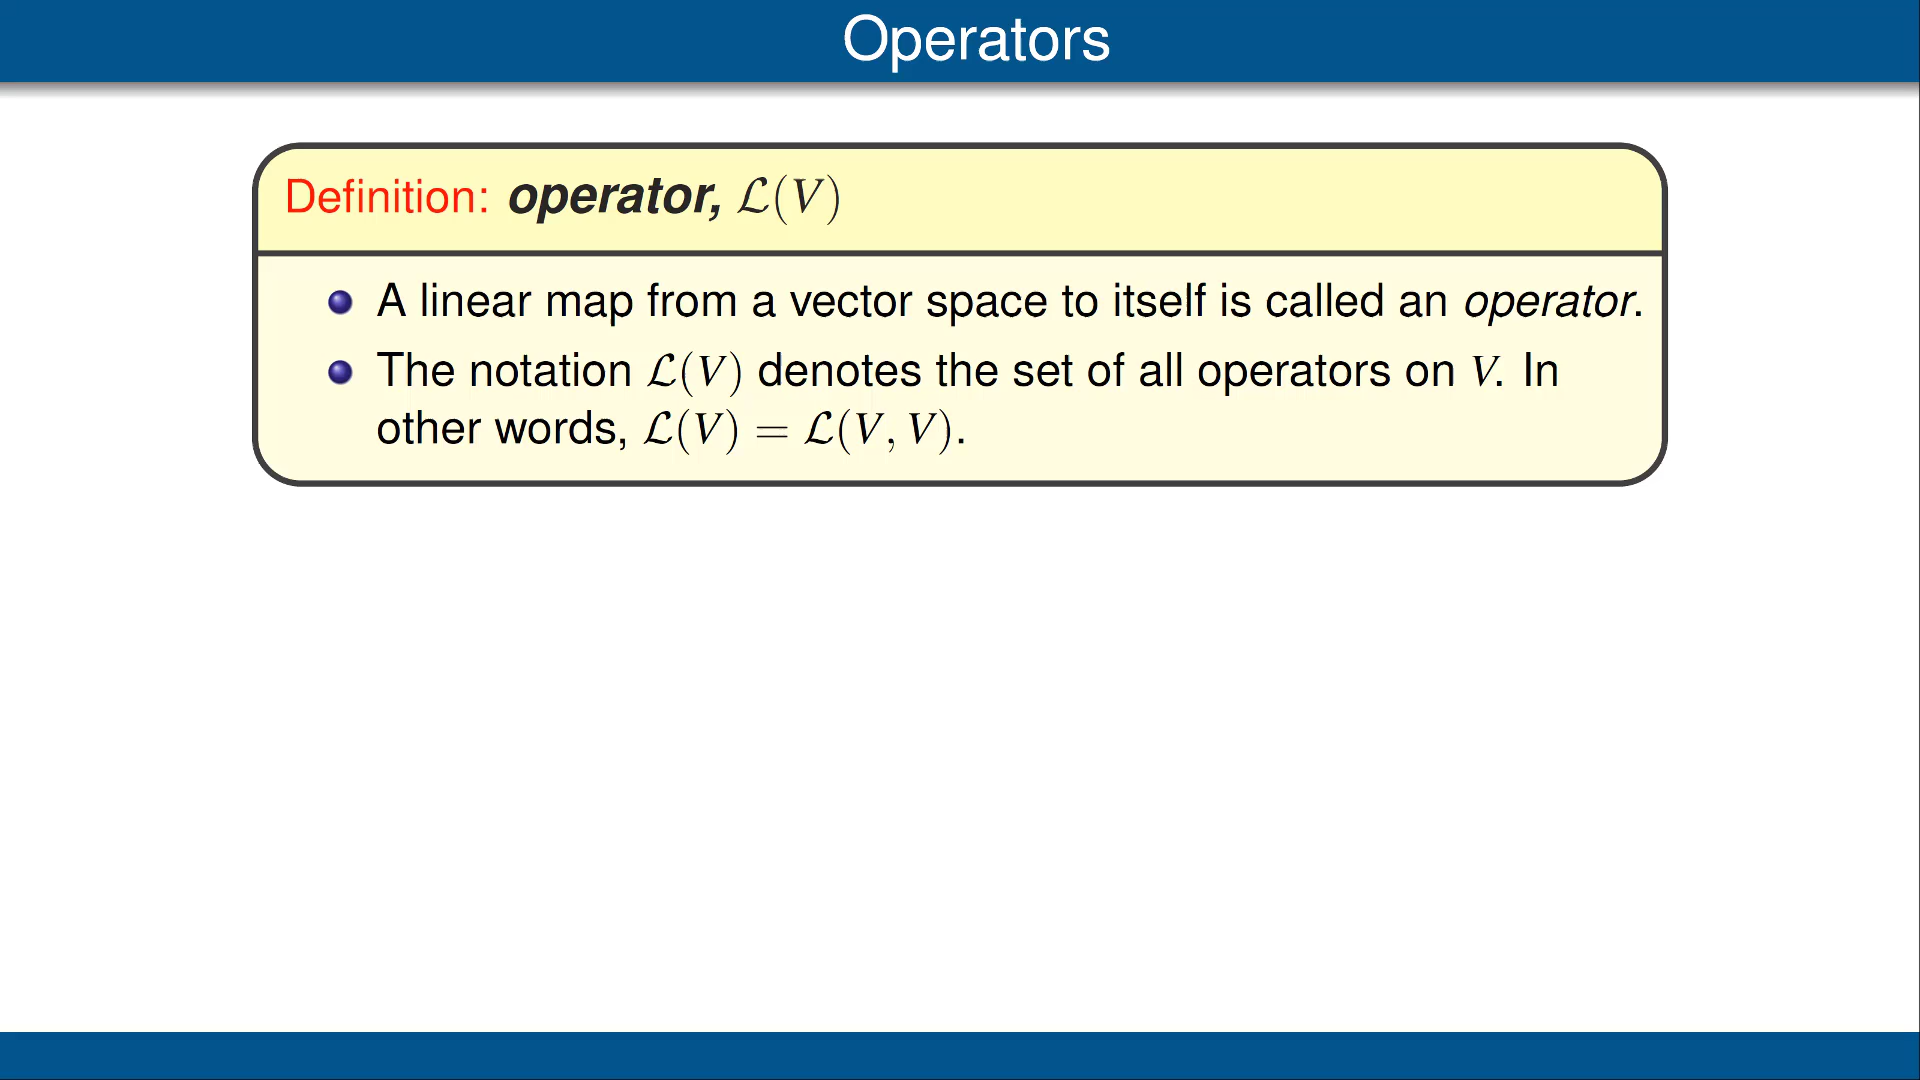 Operators
Definition: operator, ℒ(V)
A linear map from a vector space to itself is called an operator.
The notation ℒ(V) denotes the set of all operators on V. In
other words, ℒ(V) = ℒ(V, V).